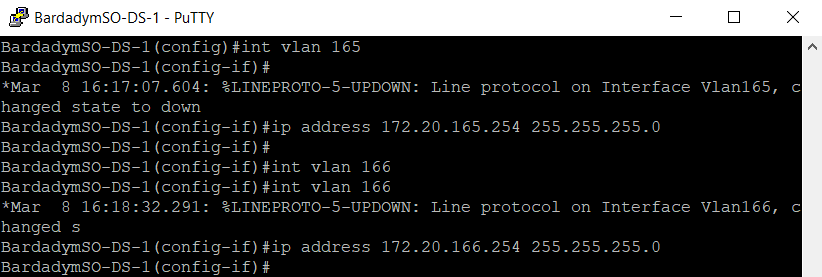 BardadymSO-DS-1 - PuTTY
BardadymSO-DS-1(config)#int vlan 165
BardadymSO-DS-1(config-if)#
*Mar  8 16:17:07.604: %LINEPROTO-5-UPDOWN: Line protocol on Interface Vlan165, c
hanged state to down
BardadymSO-DS-1(config-if)#ip address 172.20.165.254 255.255.255.0
BardadymSO-DS-1(config-if)#
BardadymSO-DS-1(config-if)#int vlan 166
BardadymSO-DS-1(config-if)#int vlan 166
*Mar  8 16:18:32.291: %LINEPROTO-5-UPDOWN: Line protocol on Interface Vlan166, c
hanged s
BardadymSO-DS-1(config-if)#ip address 172.20.166.254 255.255.255.0
BardadymSO-DS-1(config-if)#